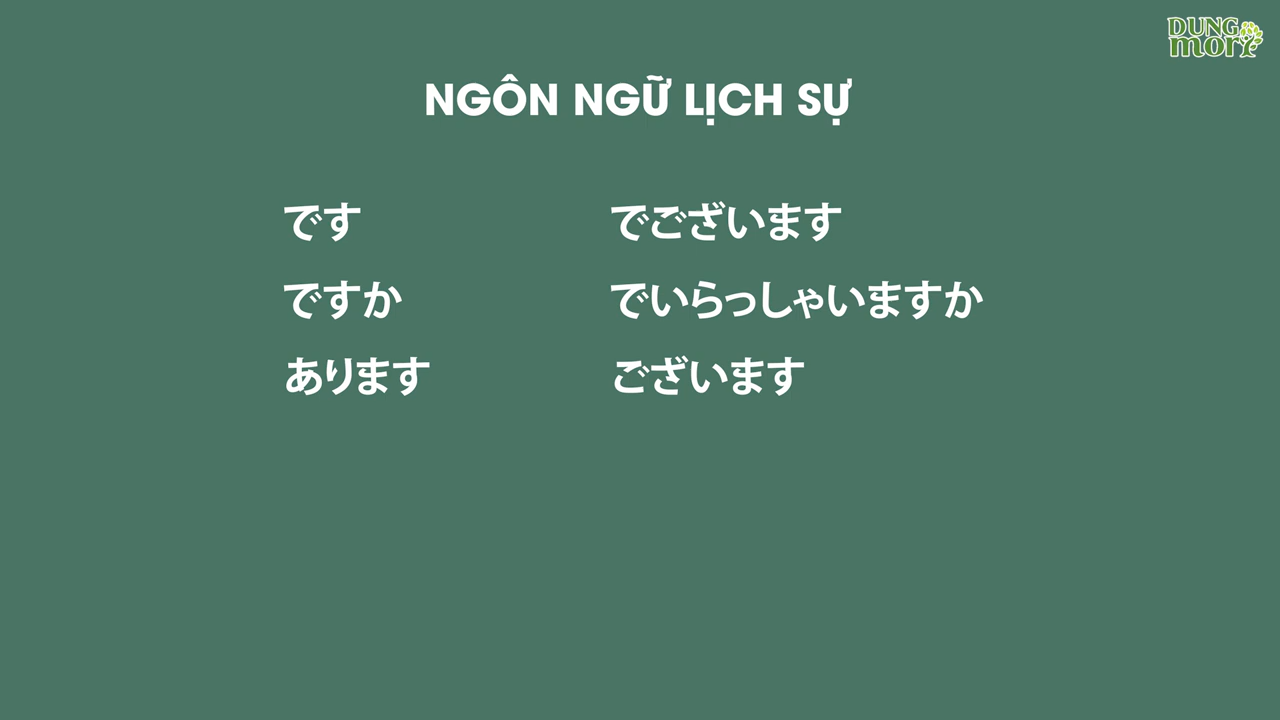 DUNG
mori
NGÔN NGỮ LỊCH SỰ
です でございます
ですか でいらっしゃいますか
あります ございます